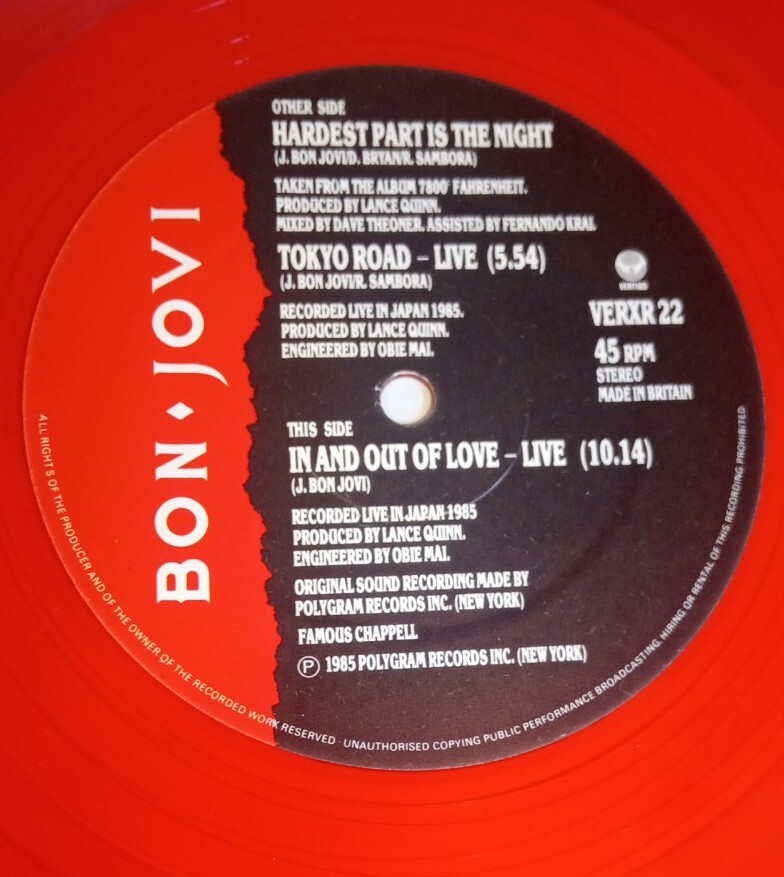 OTHER SIDE
HARDEST PART IS THE NIGHT
(J. BON JOVI/D. BRYAN/R. SAMBORA)
TAKEN FROM THE ALBUM 7800° FAHRENHEIT.
PRODUCED BY LANCE QUINN.
MIXED BY DAVE THEONER. ASSISTED BY FERNANDO KRAL
TOKYO ROAD – LIVE (5.54)
(J. BON JOVI/R. SAMBORA)
RECORDED LIVE IN JAPAN 1985.
PRODUCED BY LANCE QUINN.
ENGINEERED BY OBIE MAI.
VERTIGO
VERXR 22
45 RPM
STEREO
MADE IN BRITAIN
BON • JOVI
THIS SIDE
IN AND OUT OF LOVE – LIVE (10.14)
(J. BON JOVI)
RECORDED LIVE IN JAPAN 1985
PRODUCED BY LANCE QUINN.
ENGINEERED BY OBIE MAI.
ORIGINAL SOUND RECORDING MADE BY
POLYGRAM RECORDS INC. (NEW YORK)
FAMOUS CHAPPELL
Ⓟ 1985 POLYGRAM RECORDS INC. (NEW YORK)
ALL RIGHTS OF THE PRODUCER AND OF THE OWNER OF THE RECORDED WORK RESERVED · UNAUTHORISED COPYING PUBLIC PERFORMANCE BROADCASTING, HIRING OR RENTAL OF THIS RECORDING PROHIBITED